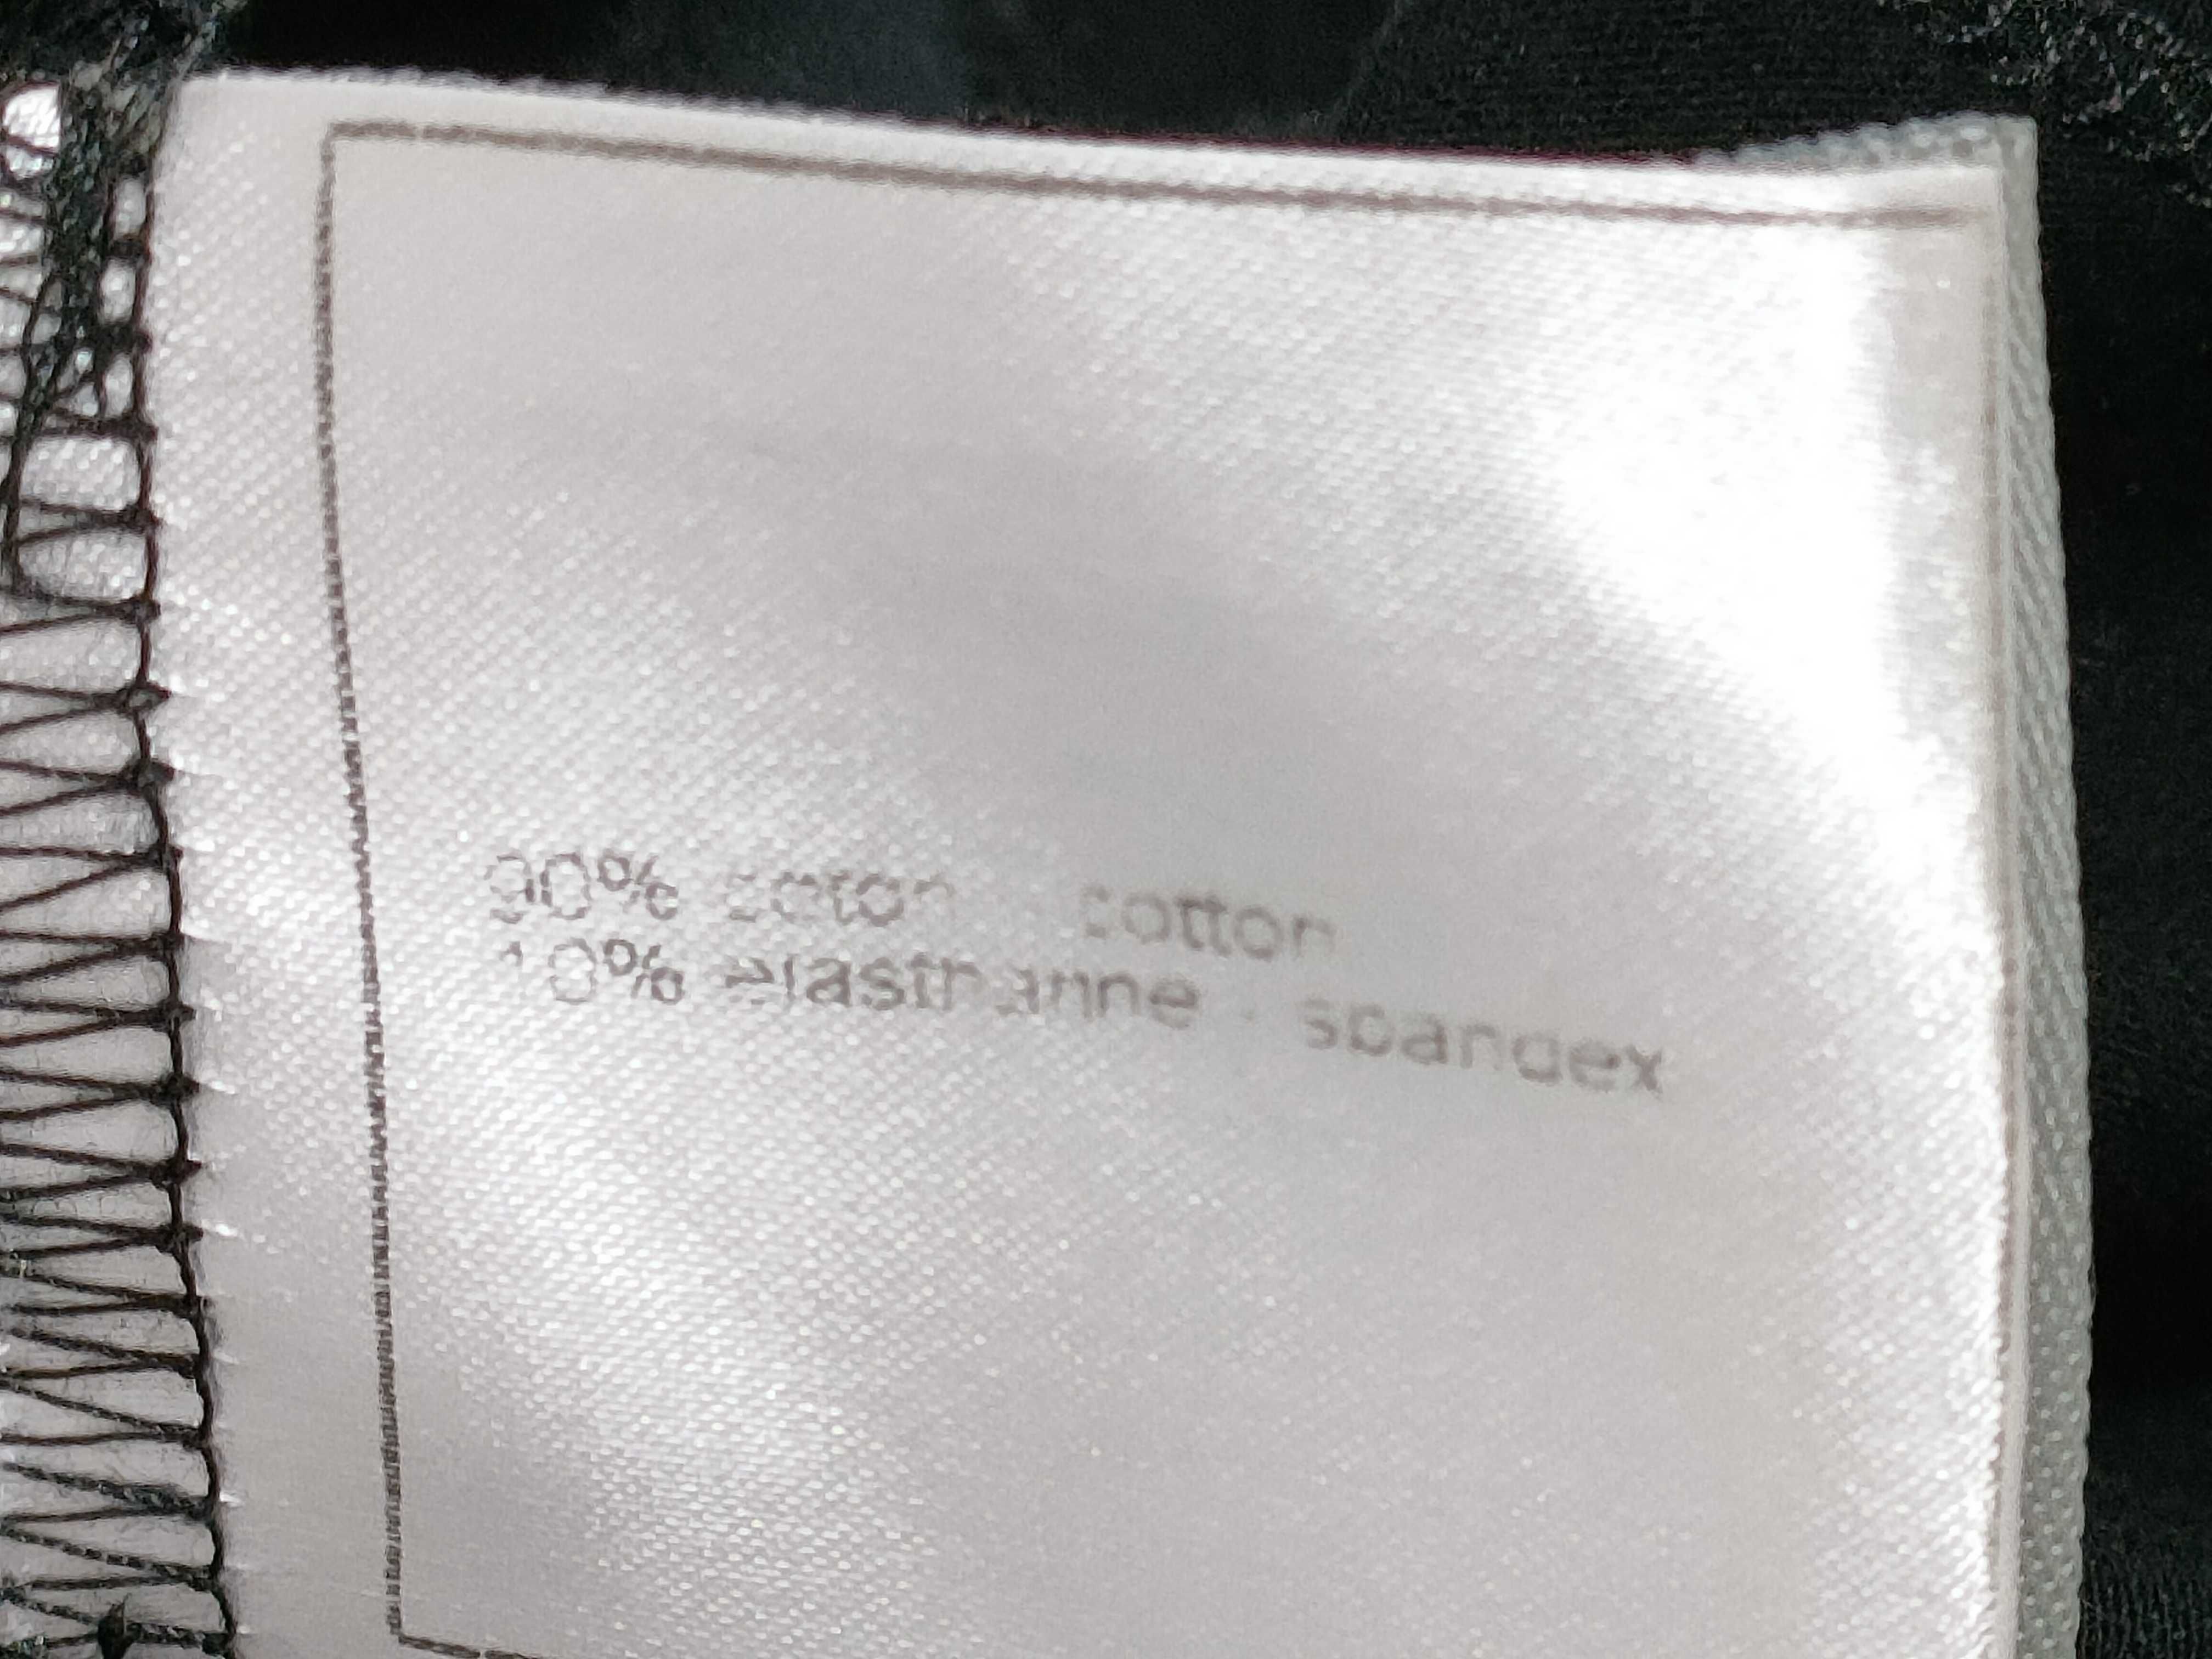 90% coton - cotton
10% elasthanne - spandex